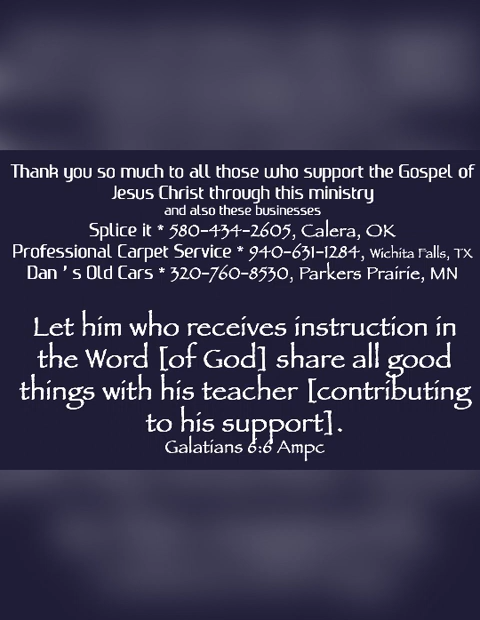 Thank you so much to all those who support the Gospel of
Jesus Christ through this ministry
and also these businesses
Splice it * 580-434-2605, Calera, OK
Professional Carpet Service * 940-631-1284, Wichita Falls, TX
Dan's Old Cars * 320-760-8530, Parkers Prairie, MN
Let him who receives instruction in
the Word [of God] share all good
things with his teacher [contributing
to his support].
Galatians 6:6 Ampc